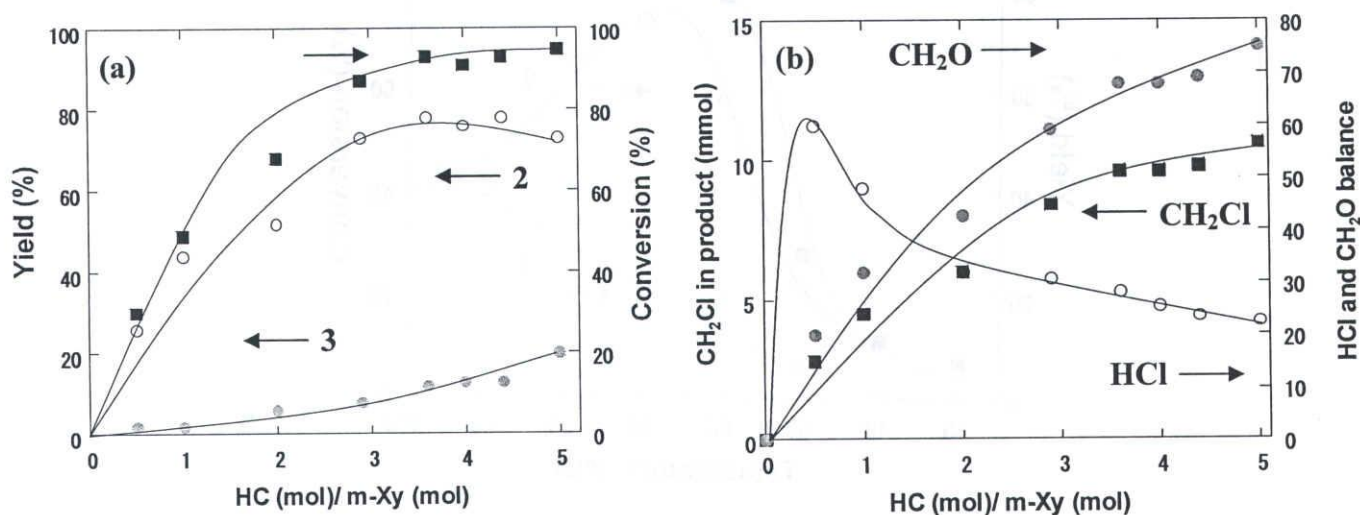 (a)
100
80
60
40
20
0
Yield (%)
2
3
100
80
60
40
20
0
Conversion (%)
0 1 2 3 4 5
HC (mol)/ m-Xy (mol)
(b)
15
10
5
0
CH₂Cl in product (mmol)
CH₂O
CH₂Cl
HCl
80
70
60
50
40
30
20
10
0
HCl and CH₂O balance
0 1 2 3 4 5
HC (mol)/ m-Xy (mol)